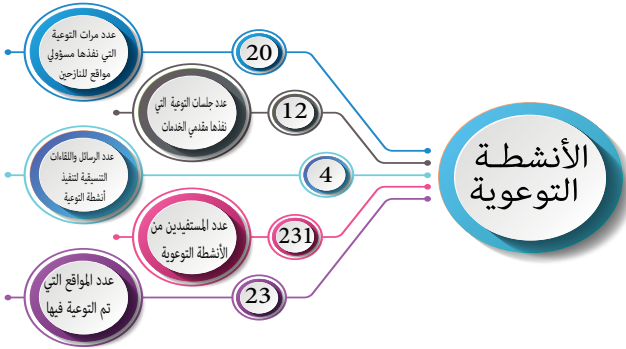 الأنشطة
التوعوية
عدد مرات التوعية
التي نفذها مسؤولي
مواقع للنازحين
20
عدد جلسات التوعية التي
نفذها مقدمي الخدمات
12
عدد الرسائل واللقاءات
التنسيقية لتنفيذ
أنشطة التوعية
4
عدد المستفيدين من
الأنشطة التوعوية
231
عدد المواقع التي
تم التوعية فيها
23